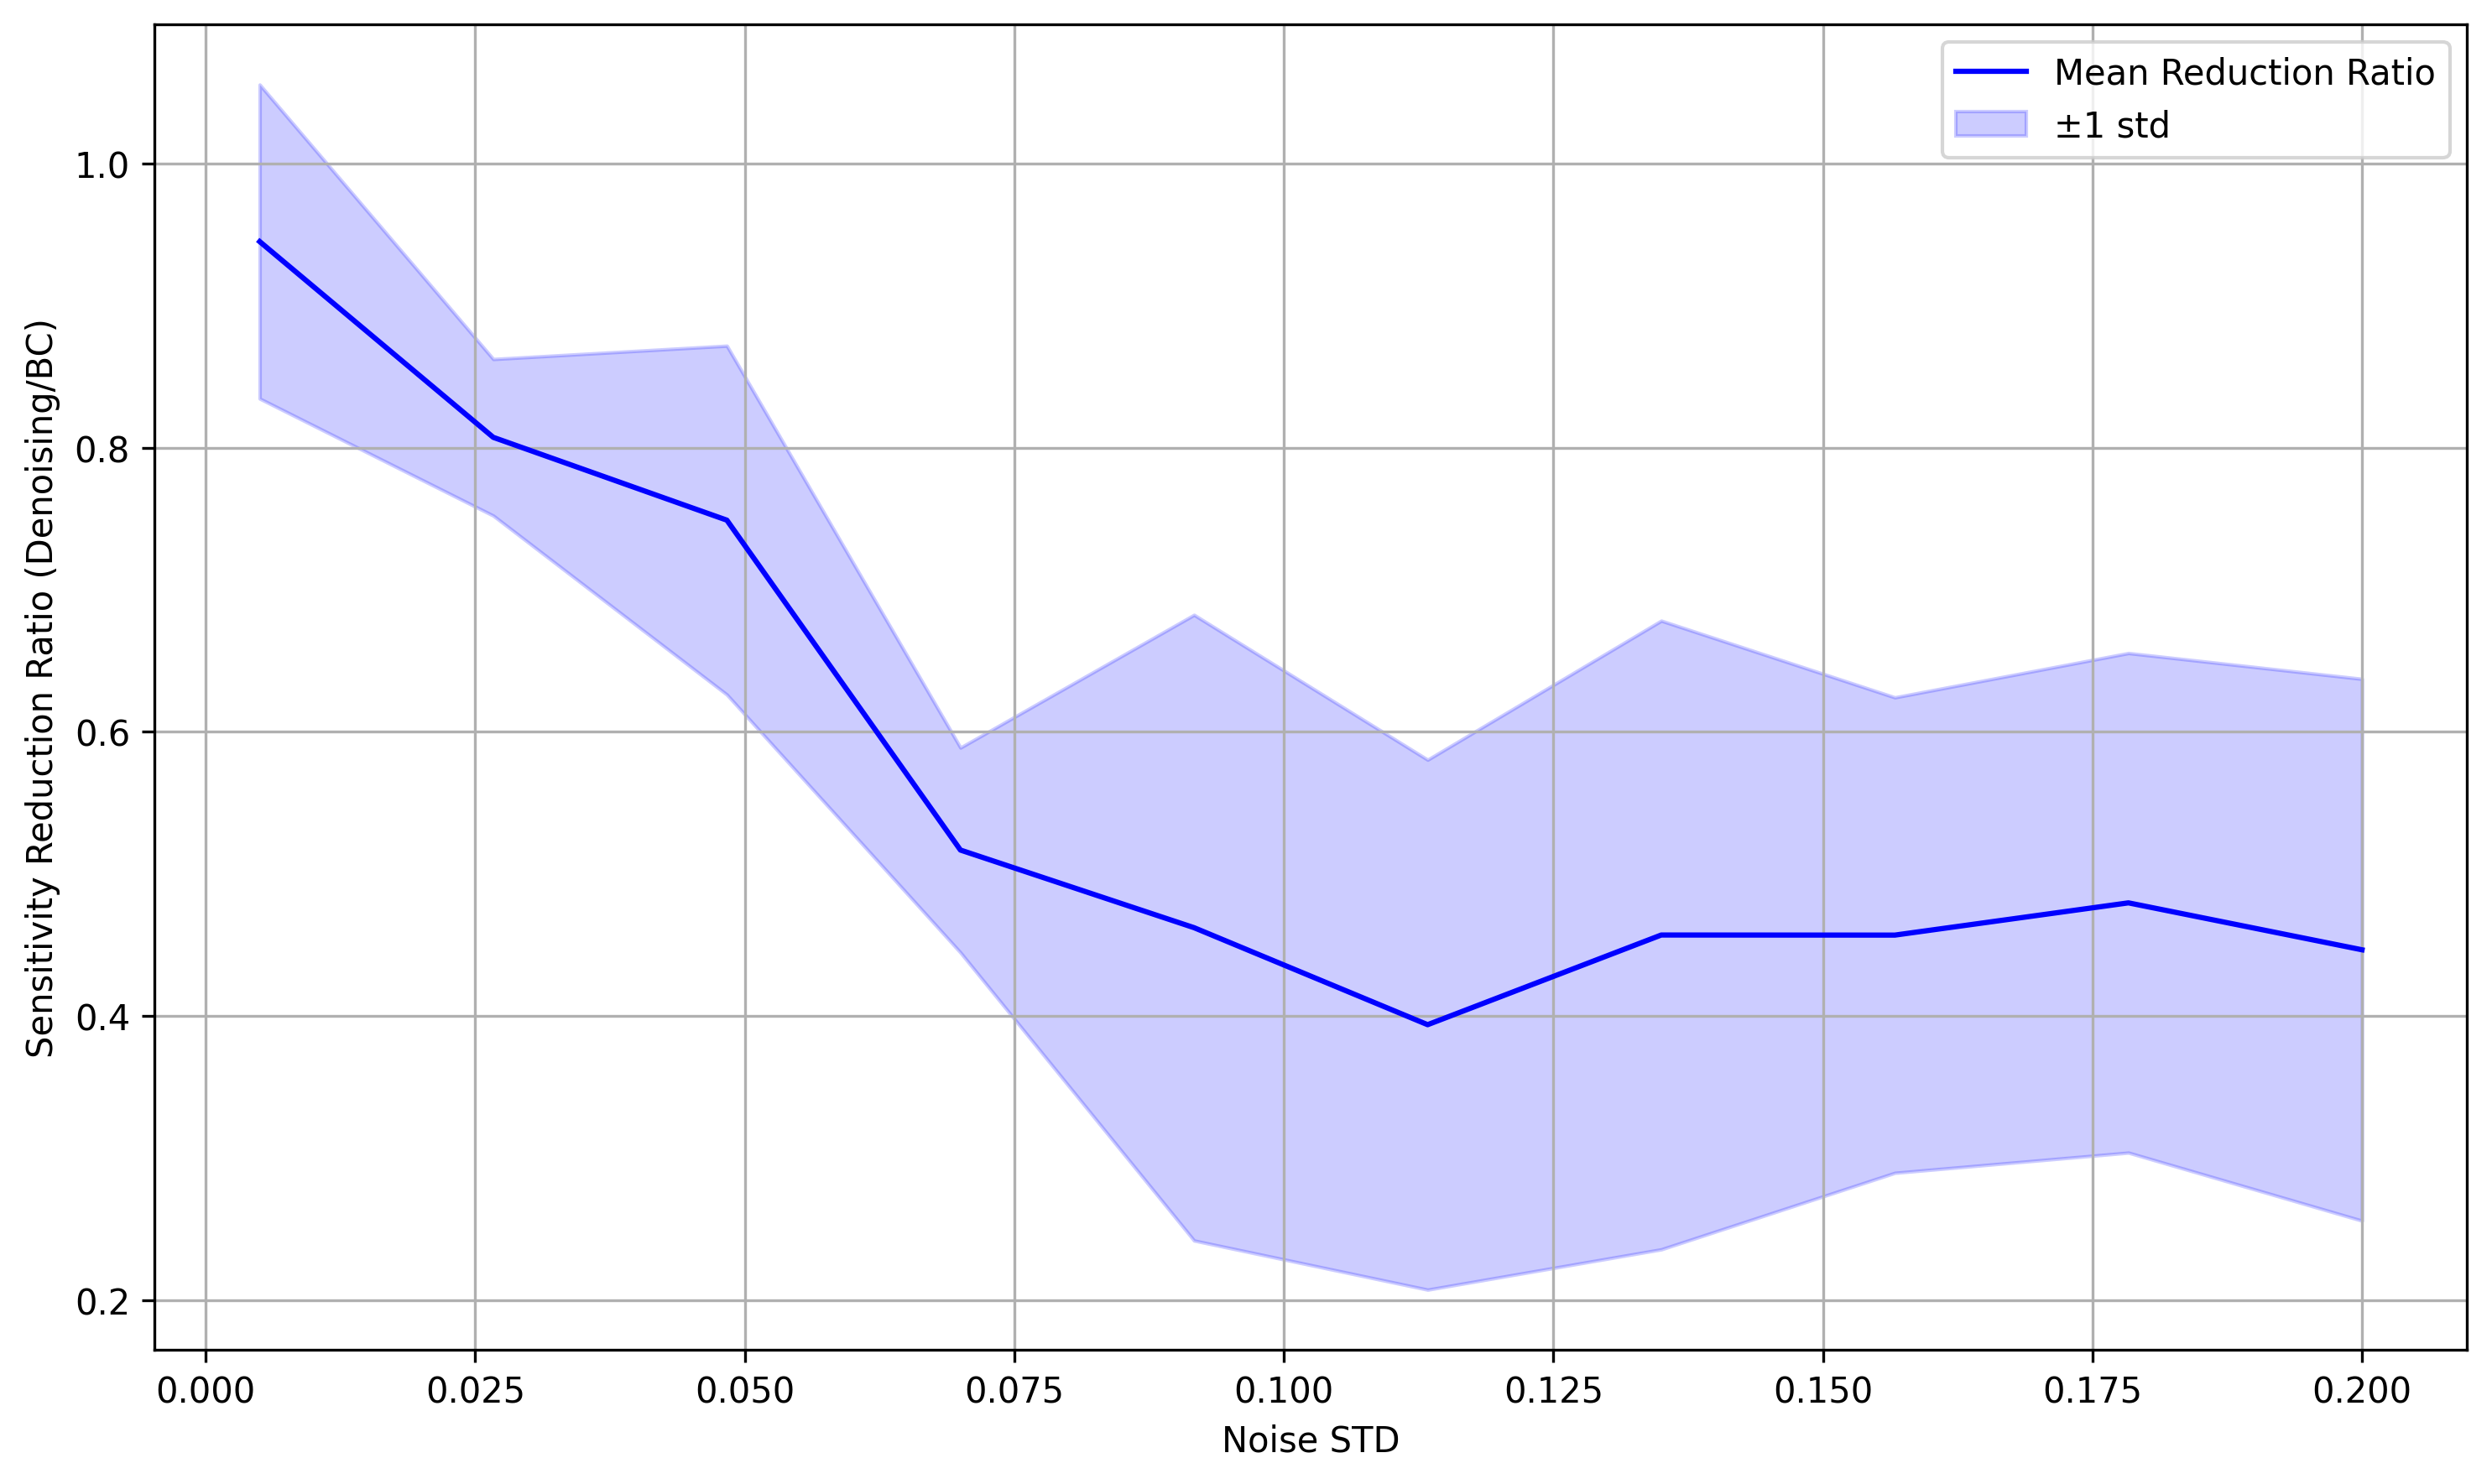 Mean Reduction Ratio
±1 std
Sensitivity Reduction Ratio (Denoising/BC)
1.0
0.8
0.6
0.4
0.2
0.000 0.025 0.050 0.075 0.100 0.125 0.150 0.175 0.200
Noise STD